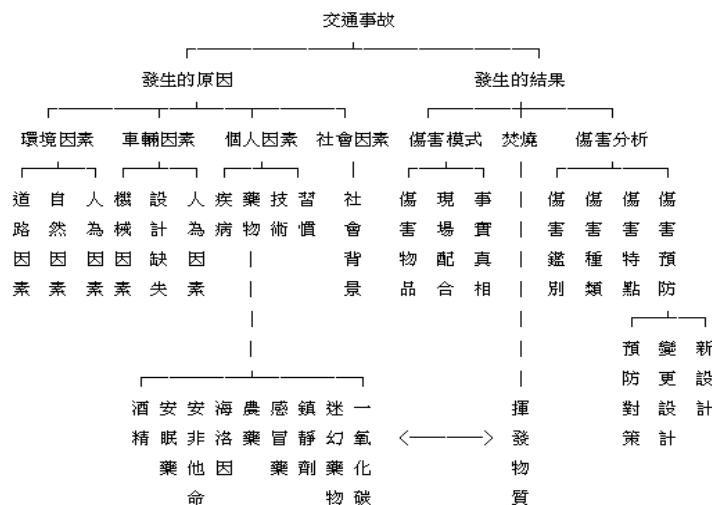 交通事故
發生的原因
發生的結果
環境因素
車輛因素
個人因素
社會因素
傷害模式
焚燒
傷害分析
道路因素
自然因素
人為因素
機械因素
設計缺失
人為因素
疾病
藥物
技術
習慣
社會背景
傷害物品
現場配合
事實真相
傷害鑑別
傷害種類
傷害特點
傷害預防
預防對策
變更設計
新設計
酒精
安眠藥
安非他命
海洛因
農藥
感冒藥
鎮靜劑
迷幻藥物
一氧化碳
揮發物質